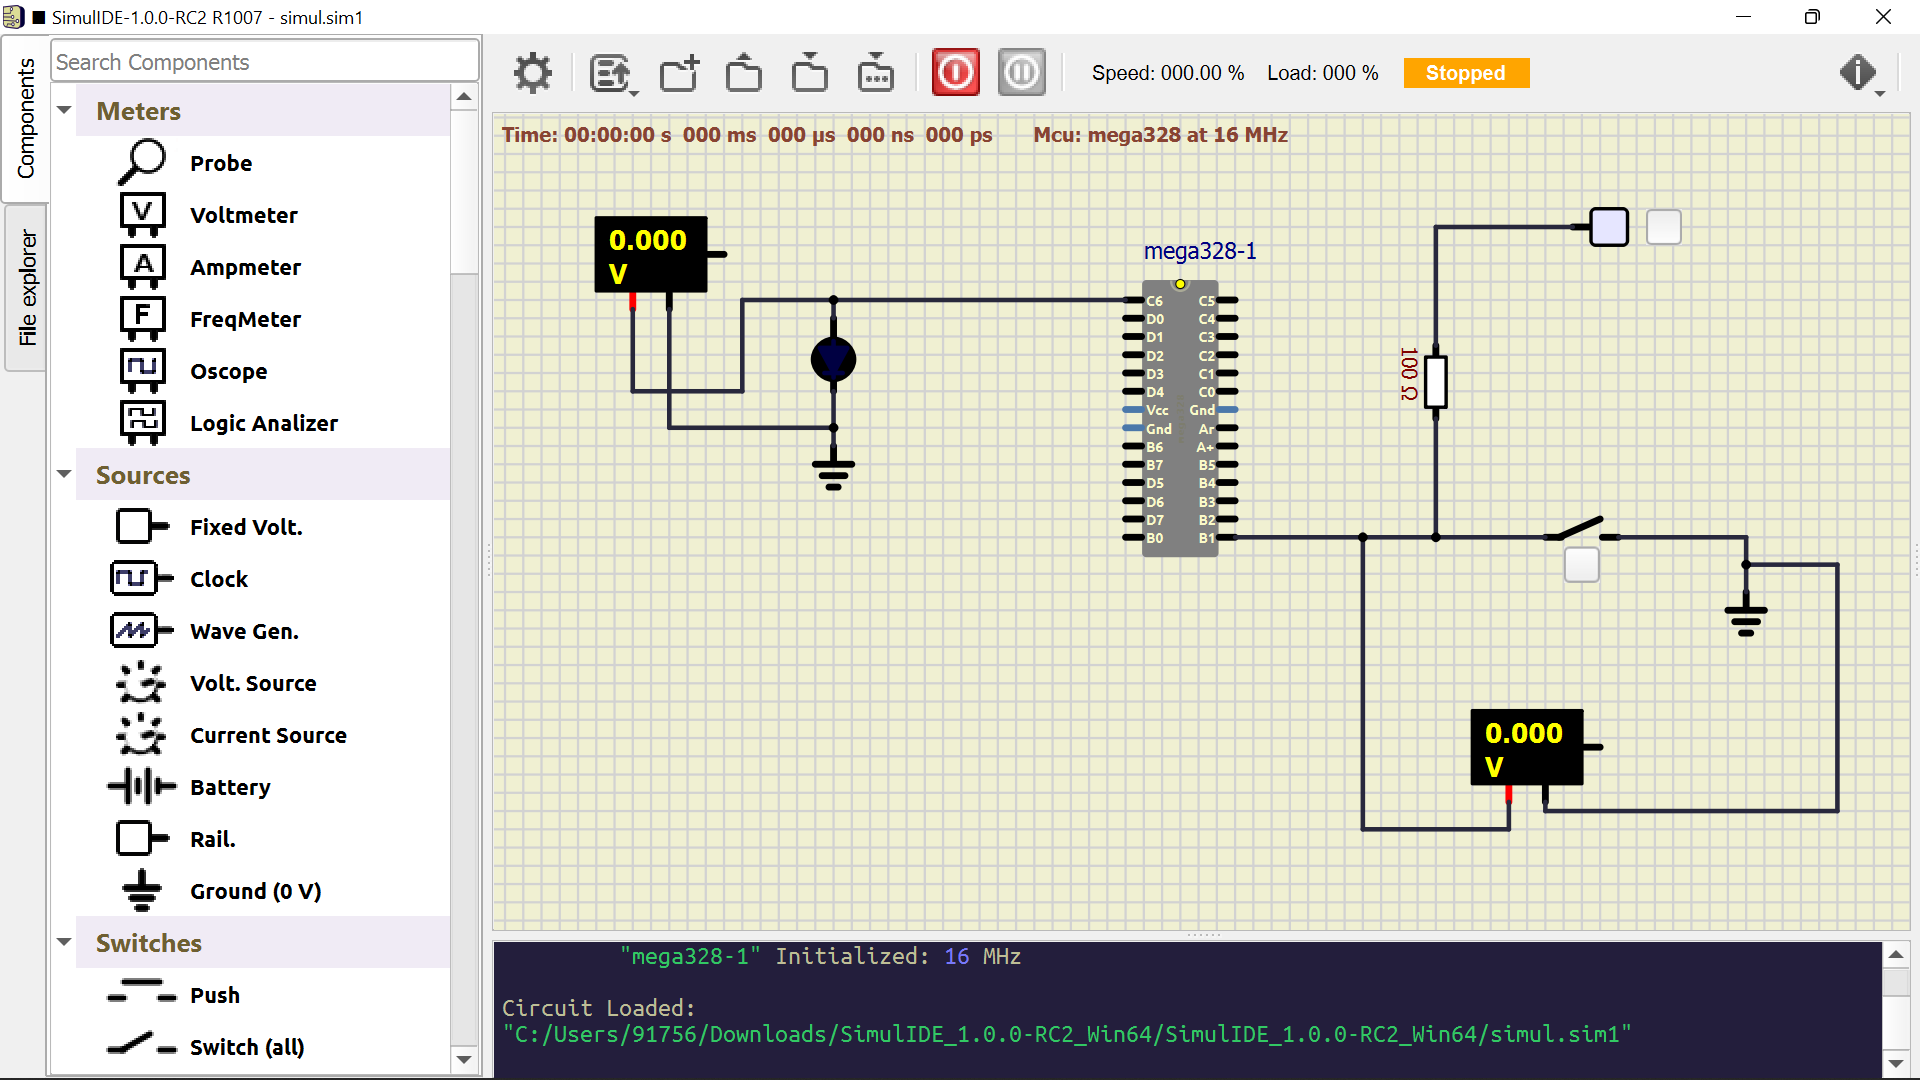 SimulIDE-1.0.0-RC2 R1007 - simul.sim1
Components
File explorer
Search Components
Meters
Probe
V
Voltmeter
A
Ampmeter
F
FreqMeter
Oscope
Logic Analizer
Sources
Fixed Volt.
Clock
Wave Gen.
Volt. Source
Current Source
Battery
Rail.
Ground (0 V)
Switches
Push
Switch (all)
Speed: 000.00 %
Load: 000 %
Stopped
Time: 00:00:00 s 000 ms 000 µs 000 ns 000 ps
Mcu: mega328 at 16 MHz
0.000
V
mega328-1
C6 C5
D0 C4
D1 C3
D2 C2
D3 C1
D4 C0
Vcc Gnd
Gnd Ar
B6 A+
B7 B5
D5 B4
D6 B3
D7 B2
B0 B1
100 Ω
0.000
V
"mega328-1" Initialized: 16 MHz
Circuit Loaded:
"C:/Users/91756/Downloads/SimulIDE_1.0.0-RC2_Win64/SimulIDE_1.0.0-RC2_Win64/simul.sim1"